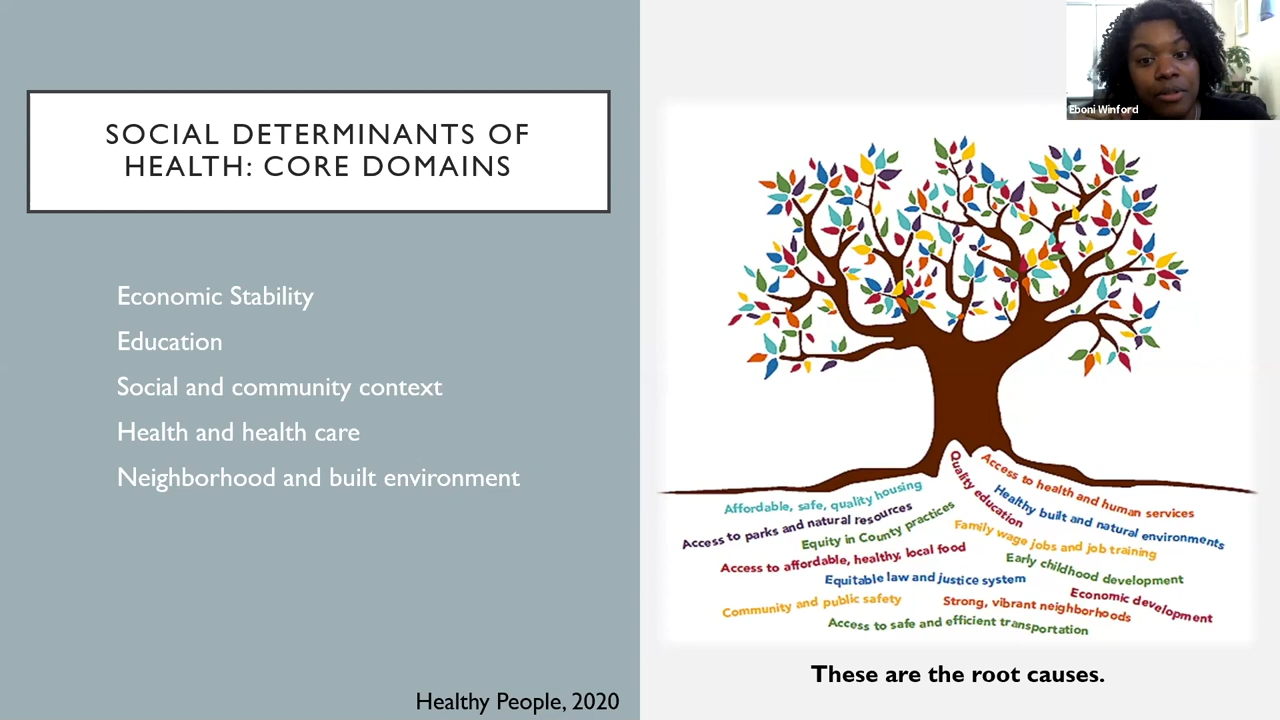 SOCIAL DETERMINANTS OF
HEALTH: CORE DOMAINS
Economic Stability
Education
Social and community context
Health and health care
Neighborhood and built environment
Healthy People, 2020
Eboni Winford
Affordable, safe, quality housing
Access to parks and natural resources
Equity in County practices
Access to affordable, healthy, local food
Quality education
Access to health and human services
Healthy built and natural environments
Family wage jobs and job training
Early childhood development
Equitable law and justice system
Economic development
Community and public safety
Strong, vibrant neighborhoods
Access to safe and efficient transportation
These are the root causes.